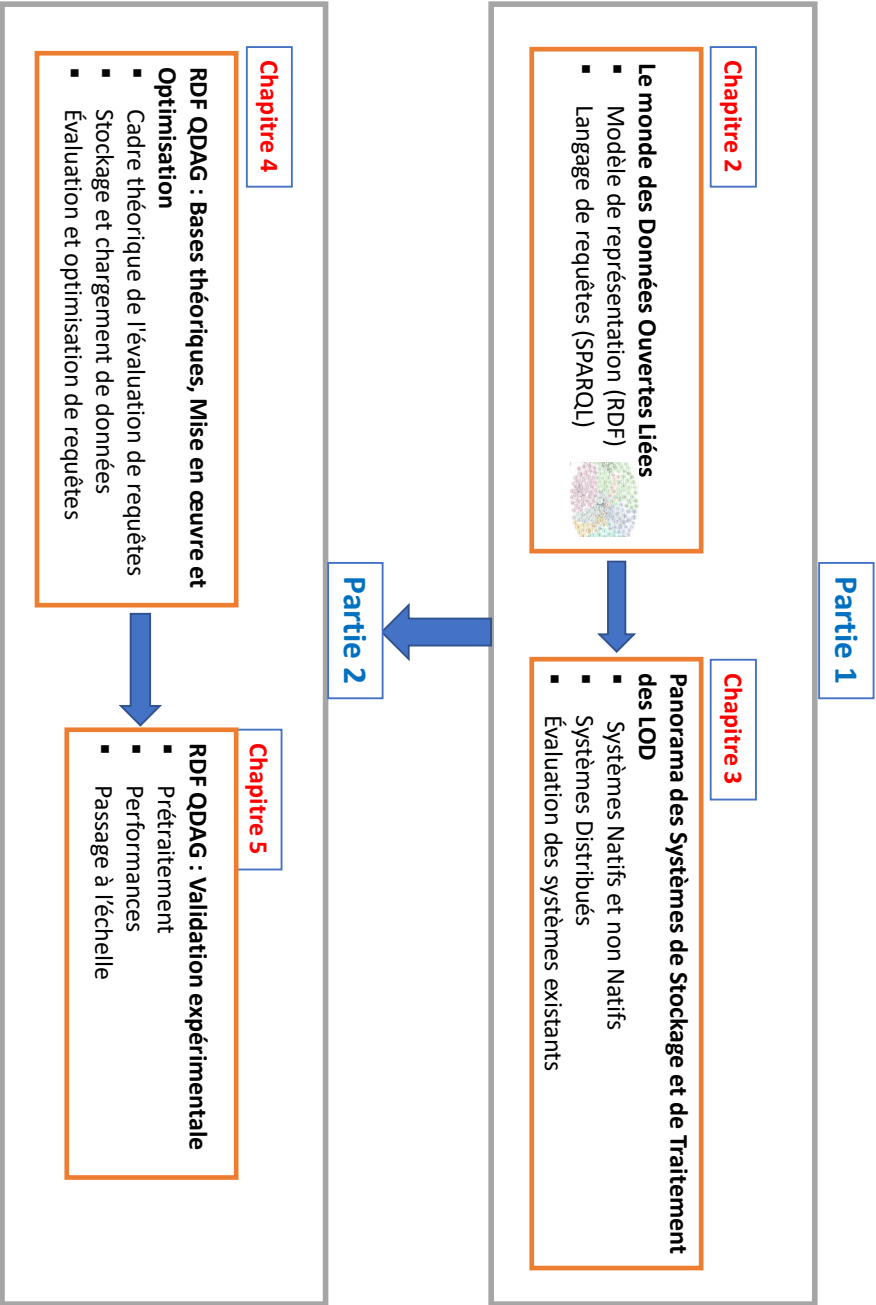 Partie 1
Chapitre 2
Le monde des Données Ouvertes Liées
▪ Modèle de représentation (RDF)
▪ Langage de requêtes (SPARQL)
Chapitre 3
Panorama des Systèmes de Stockage et de Traitement
des LOD
▪ Systèmes Natifs et non Natifs
▪ Systèmes Distribués
▪ Évaluation des systèmes existants
Partie 2
Chapitre 4
RDF QDAG : Bases théoriques, Mise en œuvre et
Optimisation
▪ Cadre théorique de l'évaluation de requêtes
▪ Stockage et chargement de données
▪ Évaluation et optimisation de requêtes
Chapitre 5
RDF QDAG : Validation expérimentale
▪ Prétraitement
▪ Performances
▪ Passage à l'échelle